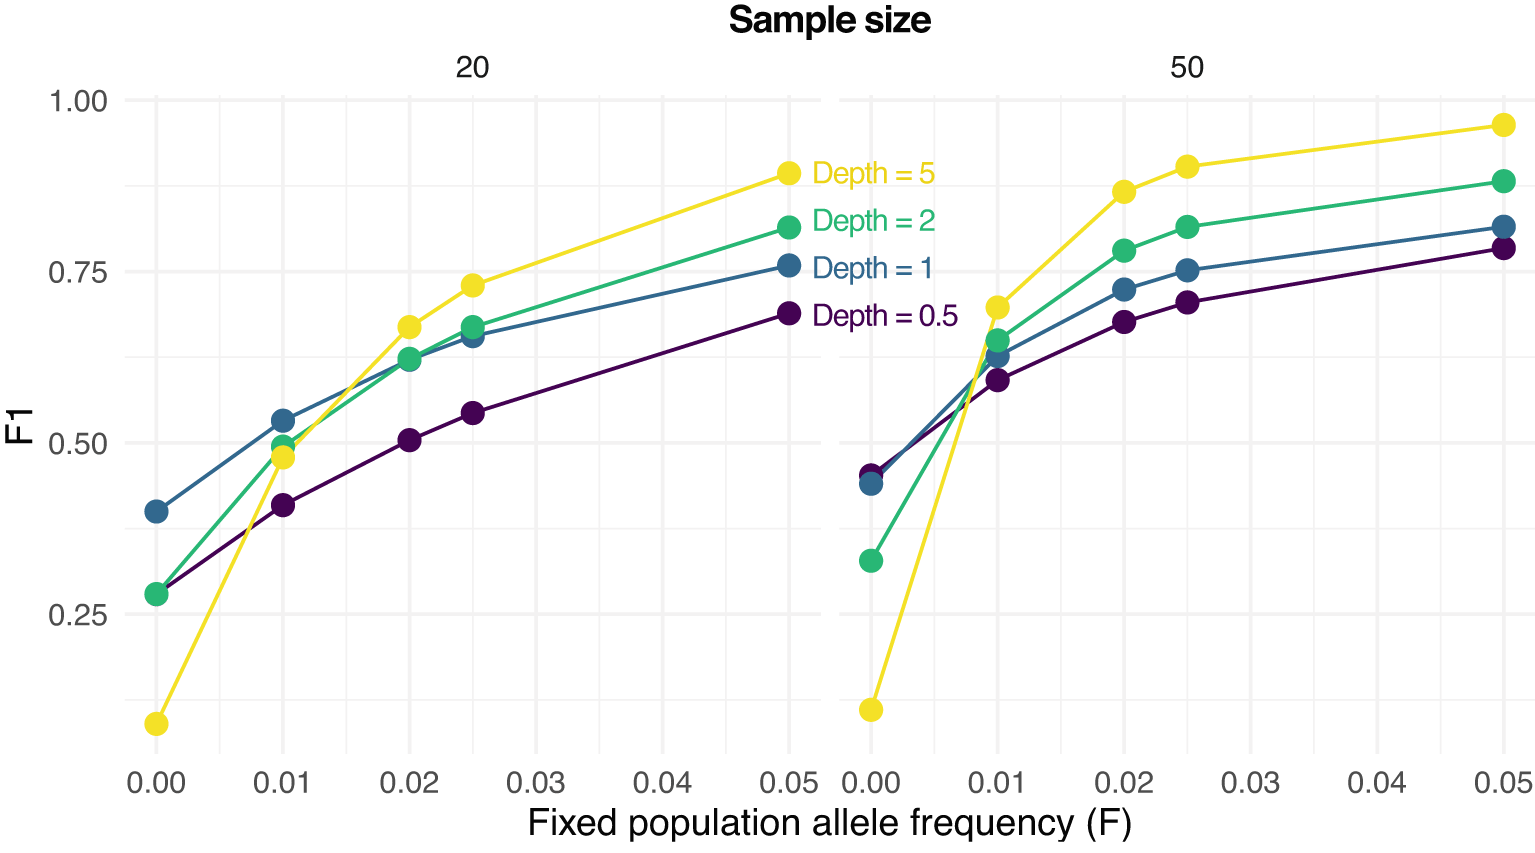 Sample size
20
50
1.00
0.75
0.50
0.25
F1
Depth = 5
Depth = 2
Depth = 1
Depth = 0.5
0.00 0.01 0.02 0.03 0.04 0.05
0.00 0.01 0.02 0.03 0.04 0.05
Fixed population allele frequency (F)